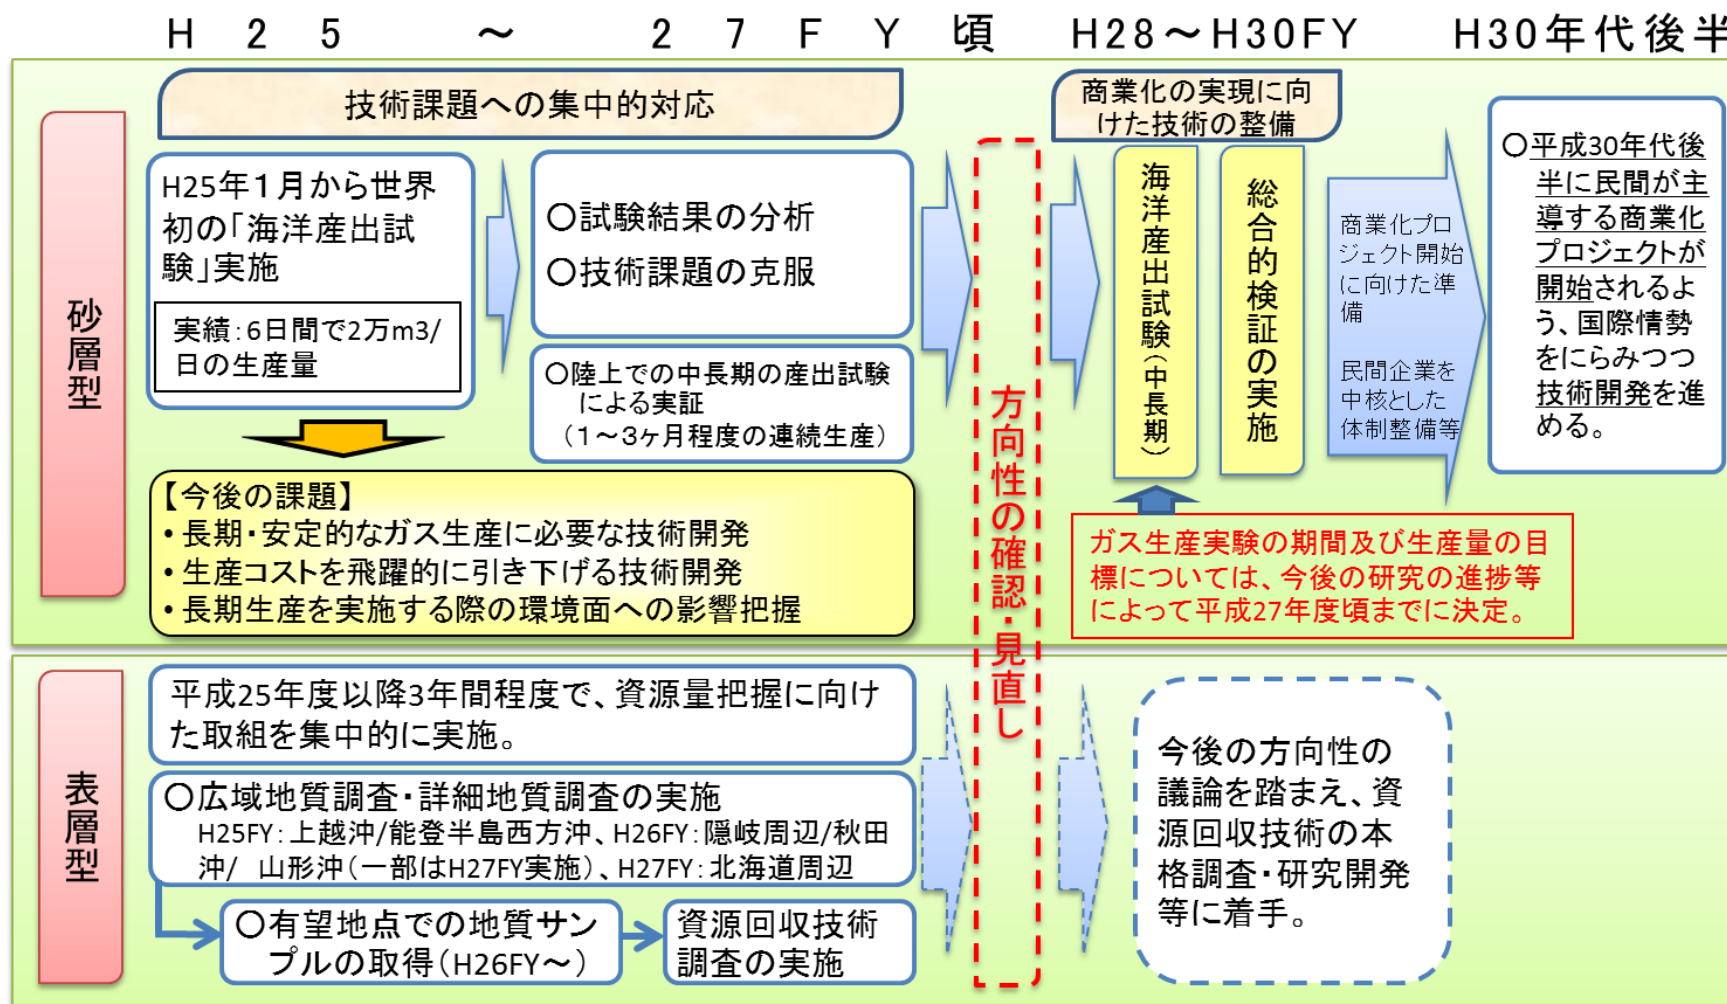 H25～27FY頃
H28～H30FY
H30年代後半
技術課題への集中的対応
商業化の実現に向
けた技術の整備
砂層型
H25年１月から世界
初の「海洋産出試
験」実施
実績：6日間で2万m3/
日の生産量
○試験結果の分析
○技術課題の克服
○陸上での中長期の産出試験
による実証
（１～３ヶ月程度の連続生産）
【今後の課題】
・長期・安定的なガス生産に必要な技術開発
・生産コストを飛躍的に引き下げる技術開発
・長期生産を実施する際の環境面への影響把握
方向性の確認・見直し
海洋産出試験（中長期）
総合的検証の実施
商業化プロ
ジェクト開始
に向けた準
備
民間企業を
中核とした
体制整備等
○平成30年代後
半に民間が主
導する商業化
プロジェクトが
開始されるよ
う、国際情勢
をにらみつつ
技術開発を進
める。
ガス生産実験の期間及び生産量の目
標については、今後の研究の進捗等
によって平成27年度頃までに決定。
表層型
平成25年度以降3年間程度で、資源量把握に向け
た取組を集中的に実施。
○広域地質調査・詳細地質調査の実施
H25FY：上越沖/能登半島西方沖、H26FY：隠岐周辺/秋田
沖/ 山形沖（一部はH27FY実施）、H27FY：北海道周辺
○有望地点での地質サン
プルの取得（H26FY～）
資源回収技術
調査の実施
今後の方向性の
議論を踏まえ、資
源回収技術の本
格調査・研究開発
等に着手。